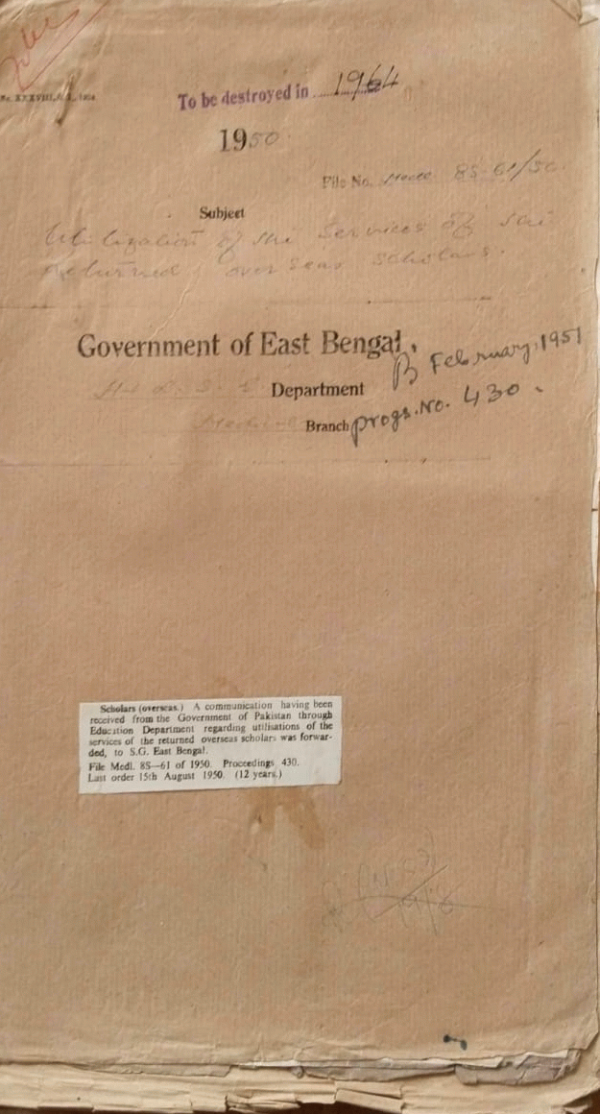 To be destroyed in 1964
1950
File No. Medl 8S-61/50.
Subject
Utilization of the Services of the
Returned overseas scholars.
Government of East Bengal,
Department
Branch
B February, 1951
progs. No. 430.
Scholars (overseas.) A communication having been
received from the Government of Pakistan through
Education Department regarding utilisations of the
services of the returned overseas scholars was forwar-
ded, to S.G. East Bengal.
File Medl. 8S—61 of 1950. Proceedings 430.
Last order 15th August 1950. (12 years.)